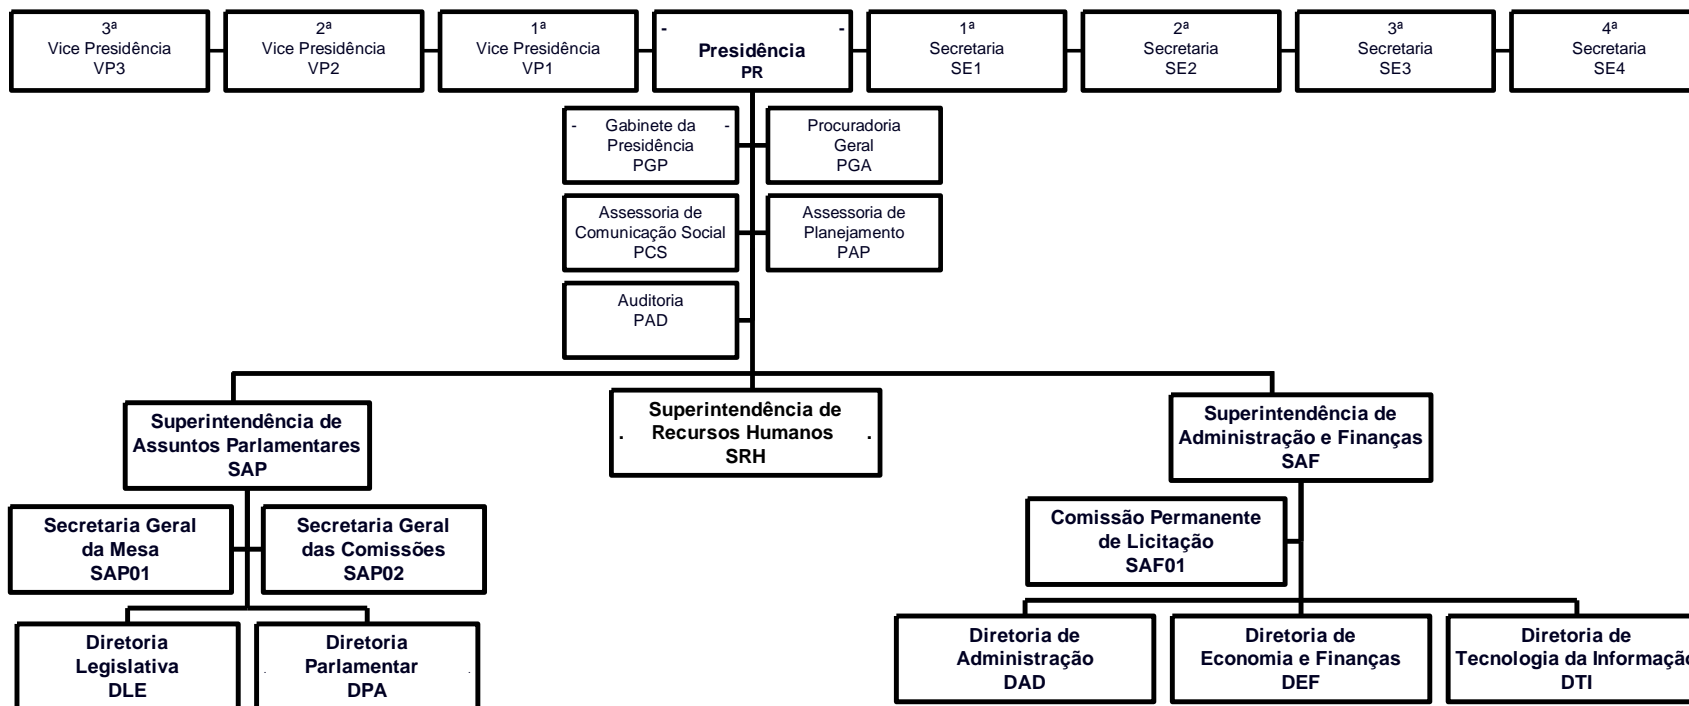 3ª
Vice Presidência
VP3
2ª
Vice Presidência
VP2
1ª
Vice Presidência
VP1
- -
Presidência
PR
1ª
Secretaria
SE1
2ª
Secretaria
SE2
3ª
Secretaria
SE3
4ª
Secretaria
SE4
- Gabinete da -
Presidência
PGP
Procuradoria
Geral
PGA
Assessoria de
Comunicação Social
PCS
Assessoria de
Planejamento
PAP
Auditoria
PAD
Superintendência de
Assuntos Parlamentares
SAP
Superintendência de
. Recursos Humanos .
SRH
Superintendência de
Administração e Finanças
SAF
Secretaria Geral
da Mesa
SAP01
Secretaria Geral
das Comissões
SAP02
Comissão Permanente
de Licitação
SAF01
Diretoria
Legislativa
DLE
Diretoria
Parlamentar
. DPA .
Diretoria de
Administração
DAD
Diretoria de
Economia e Finanças
DEF
Diretoria de
Tecnologia da Informação
DTI